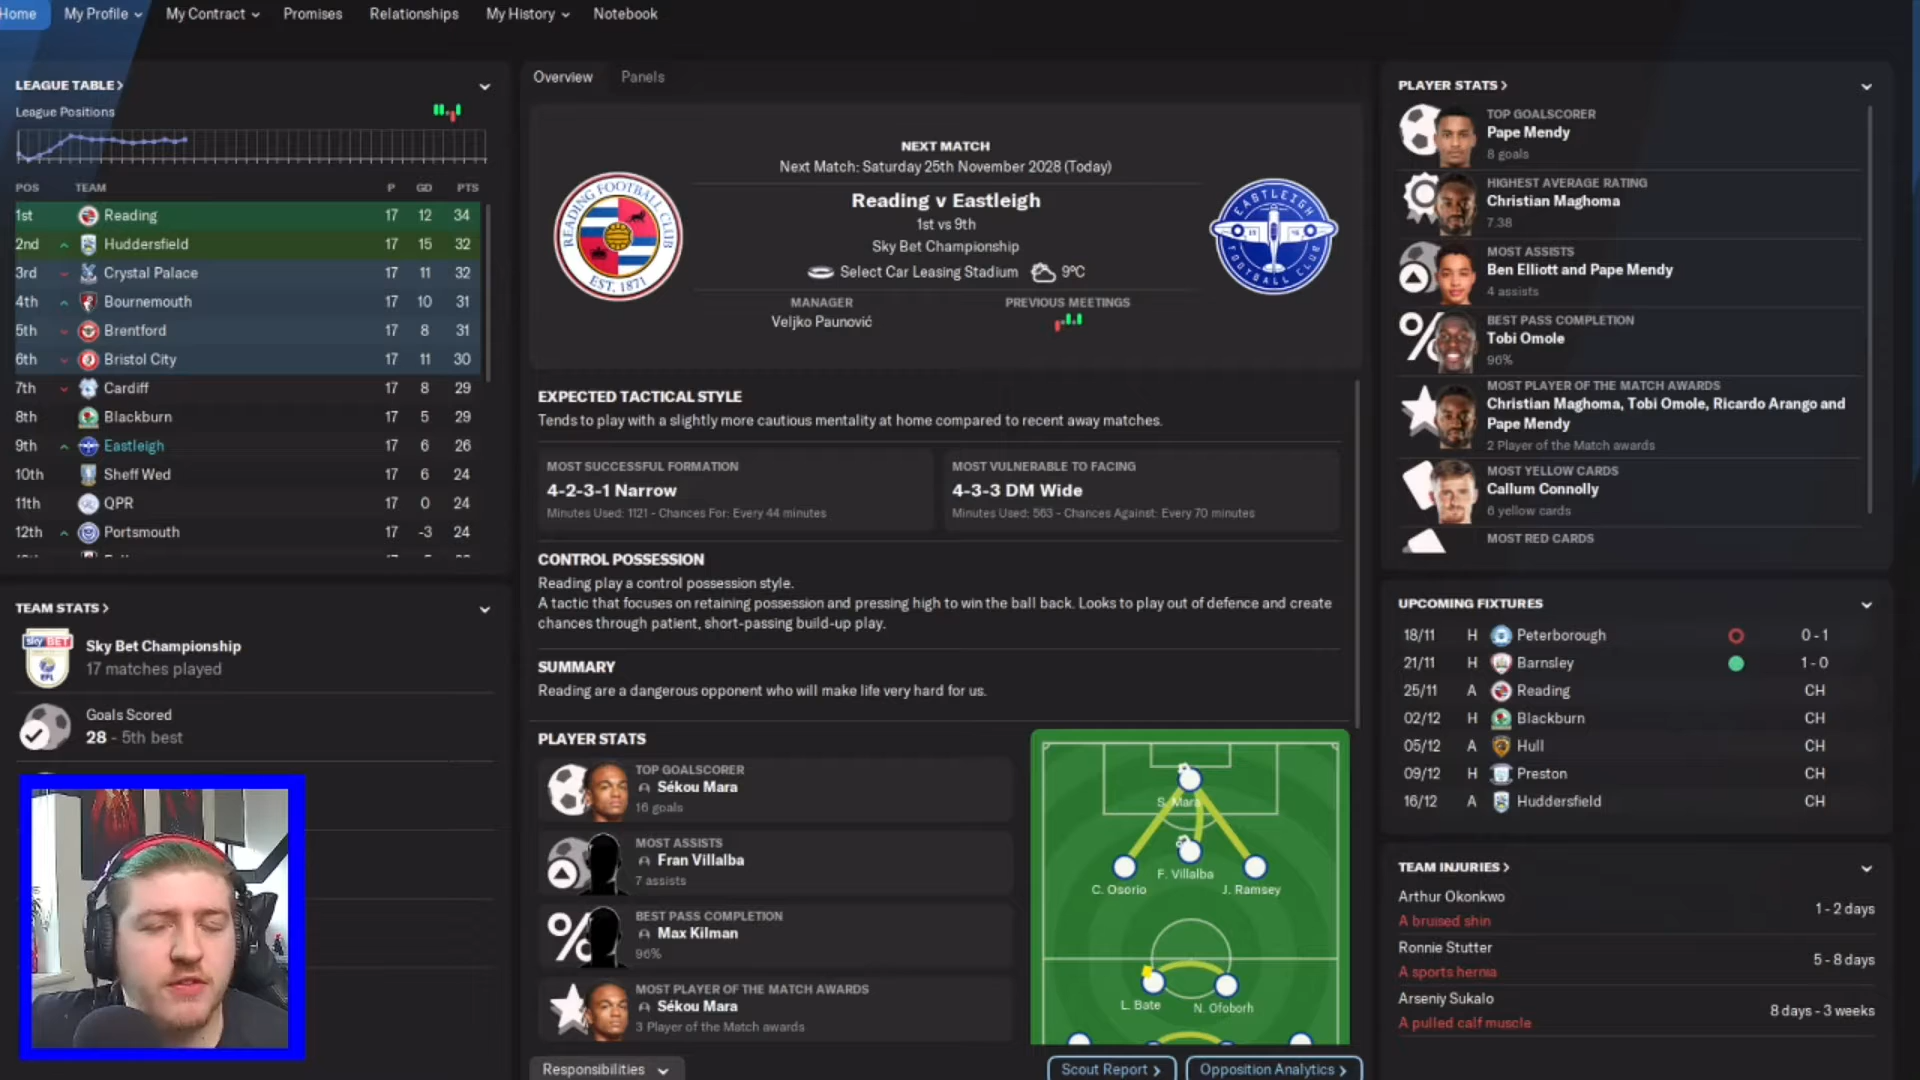 Home
My Profile
My Contract
Promises
Relationships
My History
Notebook
LEAGUE TABLE
League Positions
POS TEAM P GD PTS
1st Reading 17 12 34
2nd Huddersfield 17 15 32
3rd Crystal Palace 17 11 32
4th Bournemouth 17 10 31
5th Brentford 17 8 31
6th Bristol City 17 11 30
7th Cardiff 17 8 29
8th Blackburn 17 5 29
9th Eastleigh 17 6 26
10th Sheff Wed 17 6 24
11th QPR 17 0 24
12th Portsmouth 17 -3 24
TEAM STATS
Sky Bet Championship
17 matches played
Goals Scored
28 - 5th best
Overview Panels
NEXT MATCH
Next Match: Saturday 25th November 2028 (Today)
Reading v Eastleigh
1st vs 9th
Sky Bet Championship
Select Car Leasing Stadium 9°C
MANAGER
Veljko Paunović
PREVIOUS MEETINGS
READING FOOTBALL CLUB
EST. 1871
EASTLEIGH
FOOTBALL CLUB
EXPECTED TACTICAL STYLE
Tends to play with a slightly more cautious mentality at home compared to recent away matches.
MOST SUCCESSFUL FORMATION
4-2-3-1 Narrow
Minutes Used: 1121 - Chances For: Every 44 minutes
MOST VULNERABLE TO FACING
4-3-3 DM Wide
Minutes Used: 563 - Chances Against: Every 70 minutes
CONTROL POSSESSION
Reading play a control possession style.
A tactic that focuses on retaining possession and pressing high to win the ball back. Looks to play out of defence and create
chances through patient, short-passing build-up play.
SUMMARY
Reading are a dangerous opponent who will make life very hard for us.
PLAYER STATS
TOP GOALSCORER
Sékou Mara
16 goals
MOST ASSISTS
Fran Villalba
7 assists
BEST PASS COMPLETION
Max Kilman
96%
MOST PLAYER OF THE MATCH AWARDS
Sékou Mara
3 Player of the Match awards
S. Mara
F. Villalba
C. Osorio
J. Ramsey
L. Bate
N. Ofoborh
Responsibilities
Scout Report
Opposition Analytics
PLAYER STATS
TOP GOALSCORER
Pape Mendy
8 goals
HIGHEST AVERAGE RATING
Christian Maghoma
7.38
MOST ASSISTS
Ben Elliott and Pape Mendy
4 assists
BEST PASS COMPLETION
Tobi Omole
96%
MOST PLAYER OF THE MATCH AWARDS
Christian Maghoma, Tobi Omole, Ricardo Arango and
Pape Mendy
2 Player of the Match awards
MOST YELLOW CARDS
Callum Connolly
6 yellow cards
MOST RED CARDS
UPCOMING FIXTURES
18/11 H Peterborough 0 - 1
21/11 H Barnsley 1 - 0
25/11 A Reading CH
02/12 H Blackburn CH
05/12 A Hull CH
09/12 H Preston CH
16/12 A Huddersfield CH
TEAM INJURIES
Arthur Okonkwo
A bruised shin
1 - 2 days
Ronnie Stutter
A sports hernia
5 - 8 days
Arseniy Sukalo
A pulled calf muscle
8 days - 3 weeks